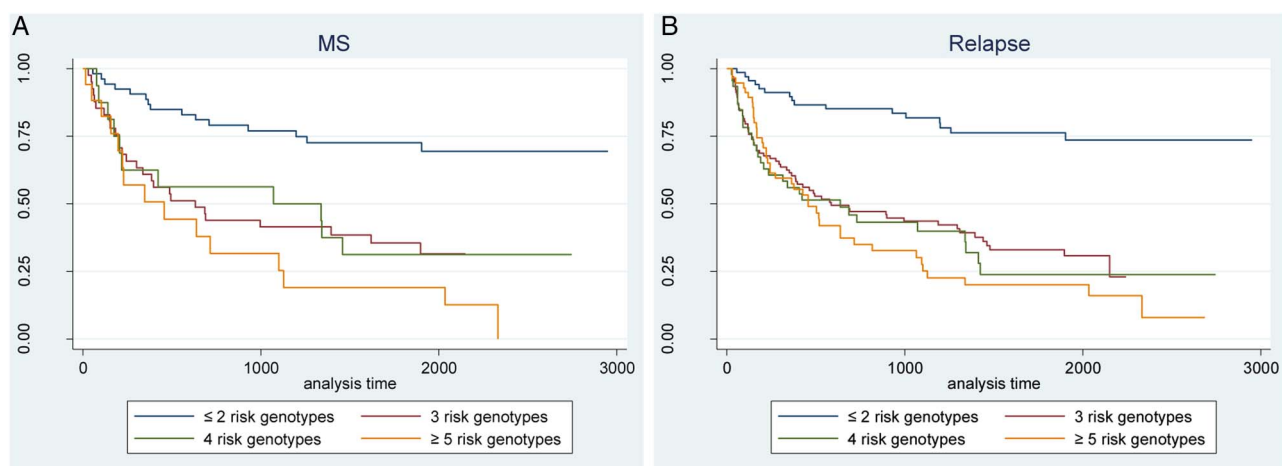 A
MS
1.00
0.75
0.50
0.25
0.00
0 1000 2000 3000
analysis time
≤ 2 risk genotypes 3 risk genotypes
4 risk genotypes ≥ 5 risk genotypes
B
Relapse
1.00
0.75
0.50
0.25
0.00
0 1000 2000 3000
analysis time
≤ 2 risk genotypes 3 risk genotypes
4 risk genotypes ≥ 5 risk genotypes